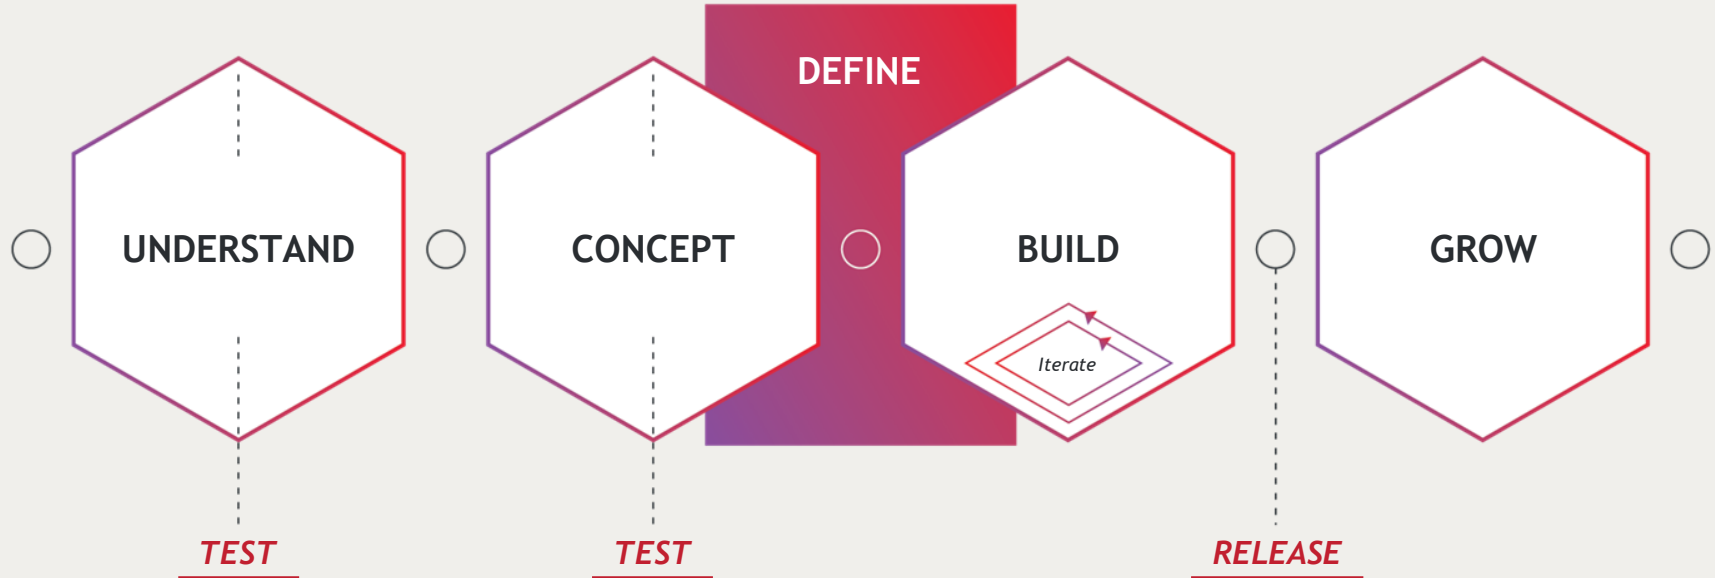 DEFINE
UNDERSTAND
CONCEPT
BUILD
GROW
Iterate
TEST
TEST
RELEASE